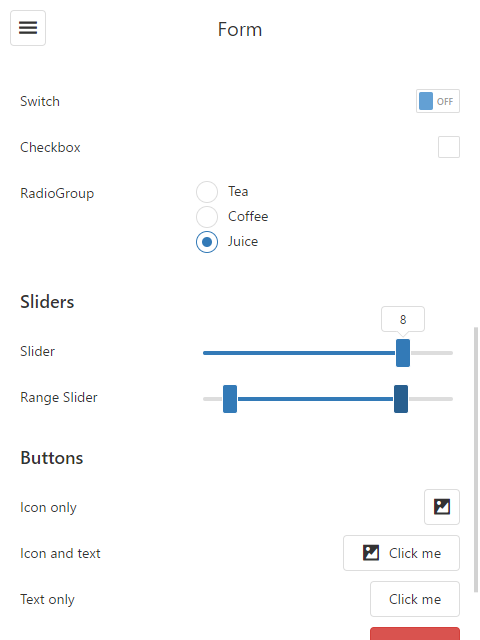 Form
Switch
OFF
Checkbox
RadioGroup
Tea
Coffee
Juice
Sliders
8
Slider
Range Slider
Buttons
Icon only
Icon and text
Click me
Text only
Click me